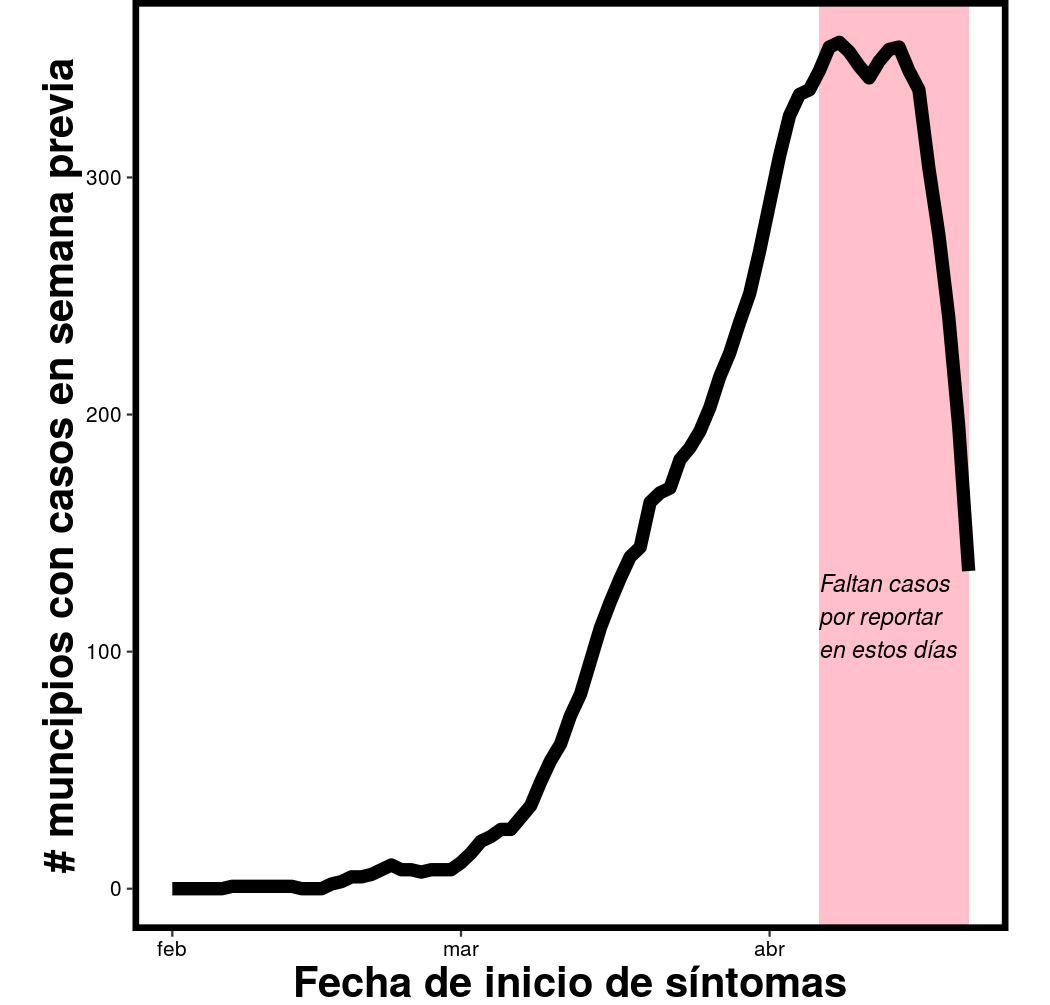 # muncipios con casos en semana previa
300
200
100
0
Faltan casos
por reportar
en estos días
feb
mar
abr
Fecha de inicio de síntomas